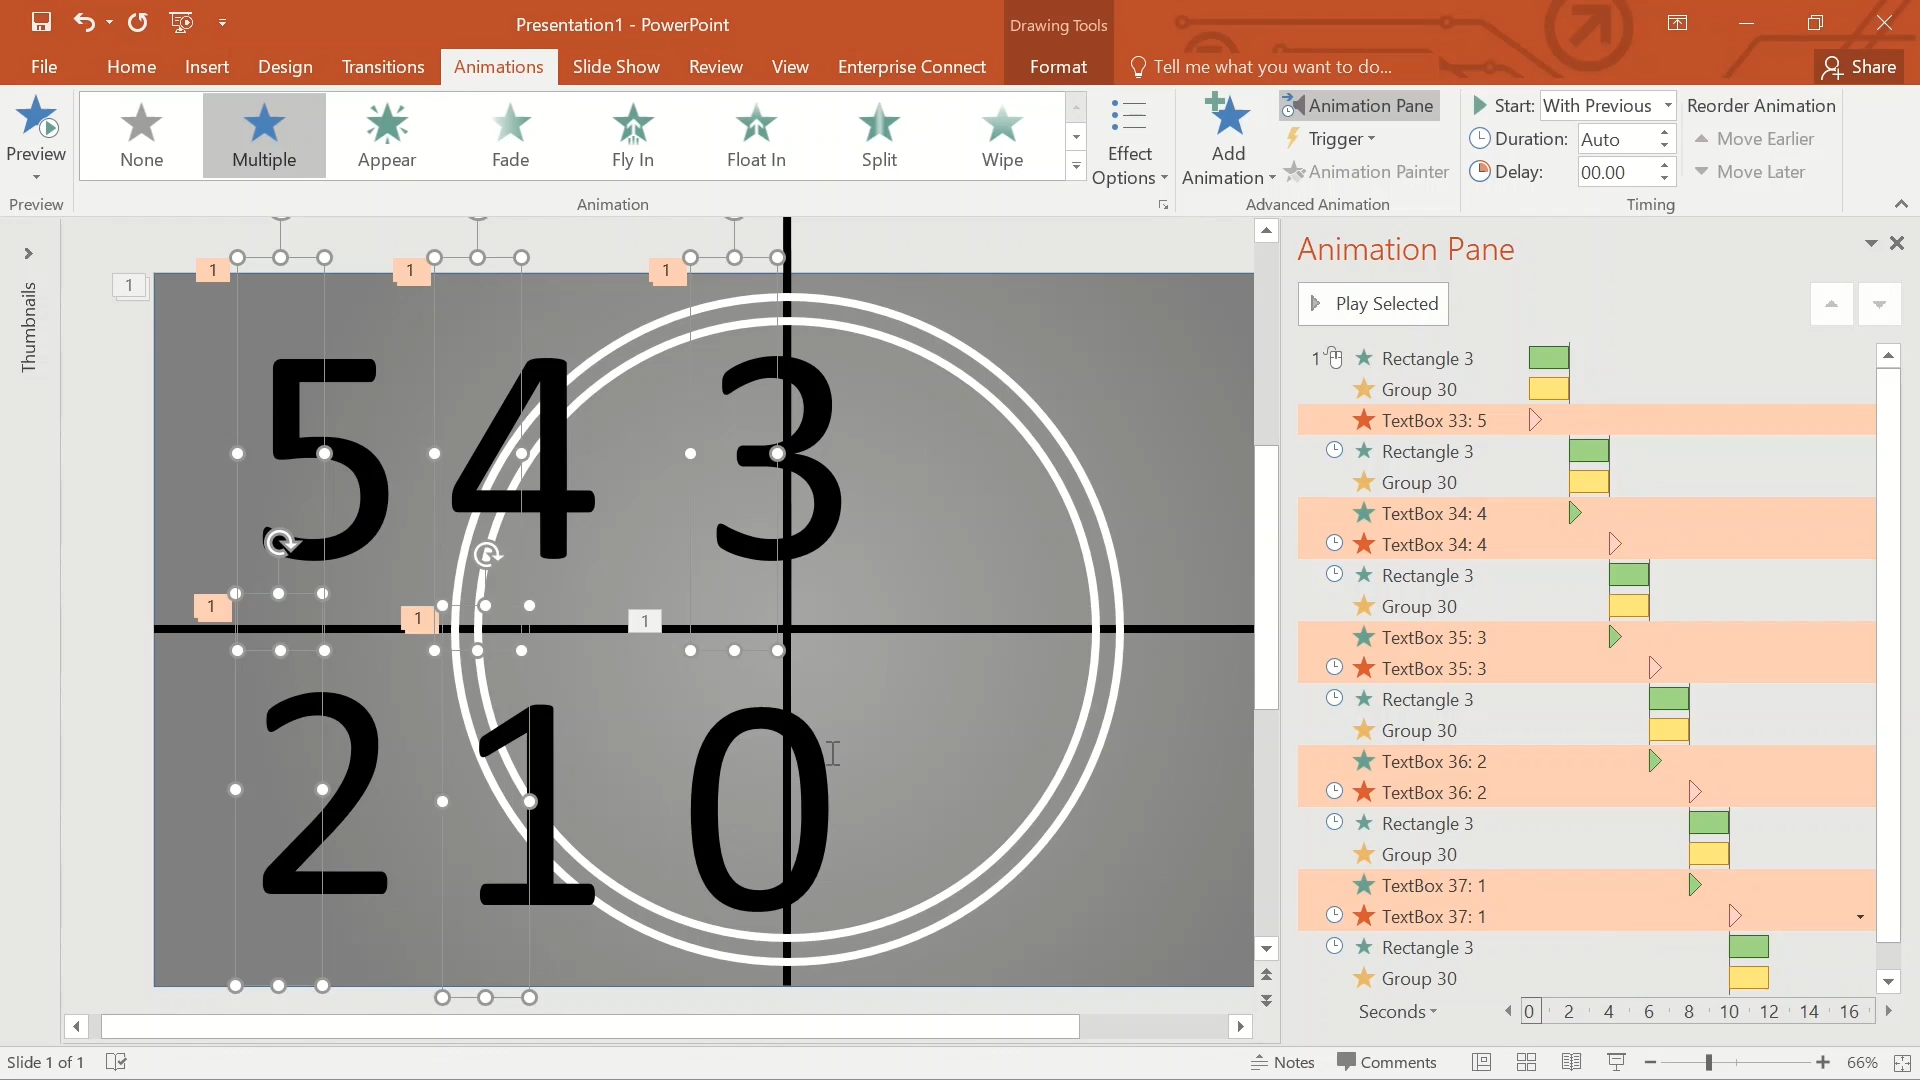 Presentation1 - PowerPoint
Drawing Tools
File Home Insert Design Transitions Animations Slide Show Review View Enterprise Connect Format Tell me what you want to do... Share
Preview
Preview
None
Multiple
Appear
Fade
Fly In
Float In
Split
Wipe
Animation
Effect
Options
Add
Animation
Animation Pane
Trigger
Animation Painter
Advanced Animation
Start: With Previous
Duration: Auto
Delay: 00.00
Timing
Reorder Animation
Move Earlier
Move Later
Thumbnails
1
1 1 1
5 4 3
1 1 1
2 1 0
Animation Pane
Play Selected
1 Rectangle 3
Group 30
TextBox 33: 5
Rectangle 3
Group 30
TextBox 34: 4
TextBox 34: 4
Rectangle 3
Group 30
TextBox 35: 3
TextBox 35: 3
Rectangle 3
Group 30
TextBox 36: 2
TextBox 36: 2
Rectangle 3
Group 30
TextBox 37: 1
TextBox 37: 1
Rectangle 3
Group 30
Seconds 0 2 4 6 8 10 12 14 16
Slide 1 of 1
Notes Comments 66%